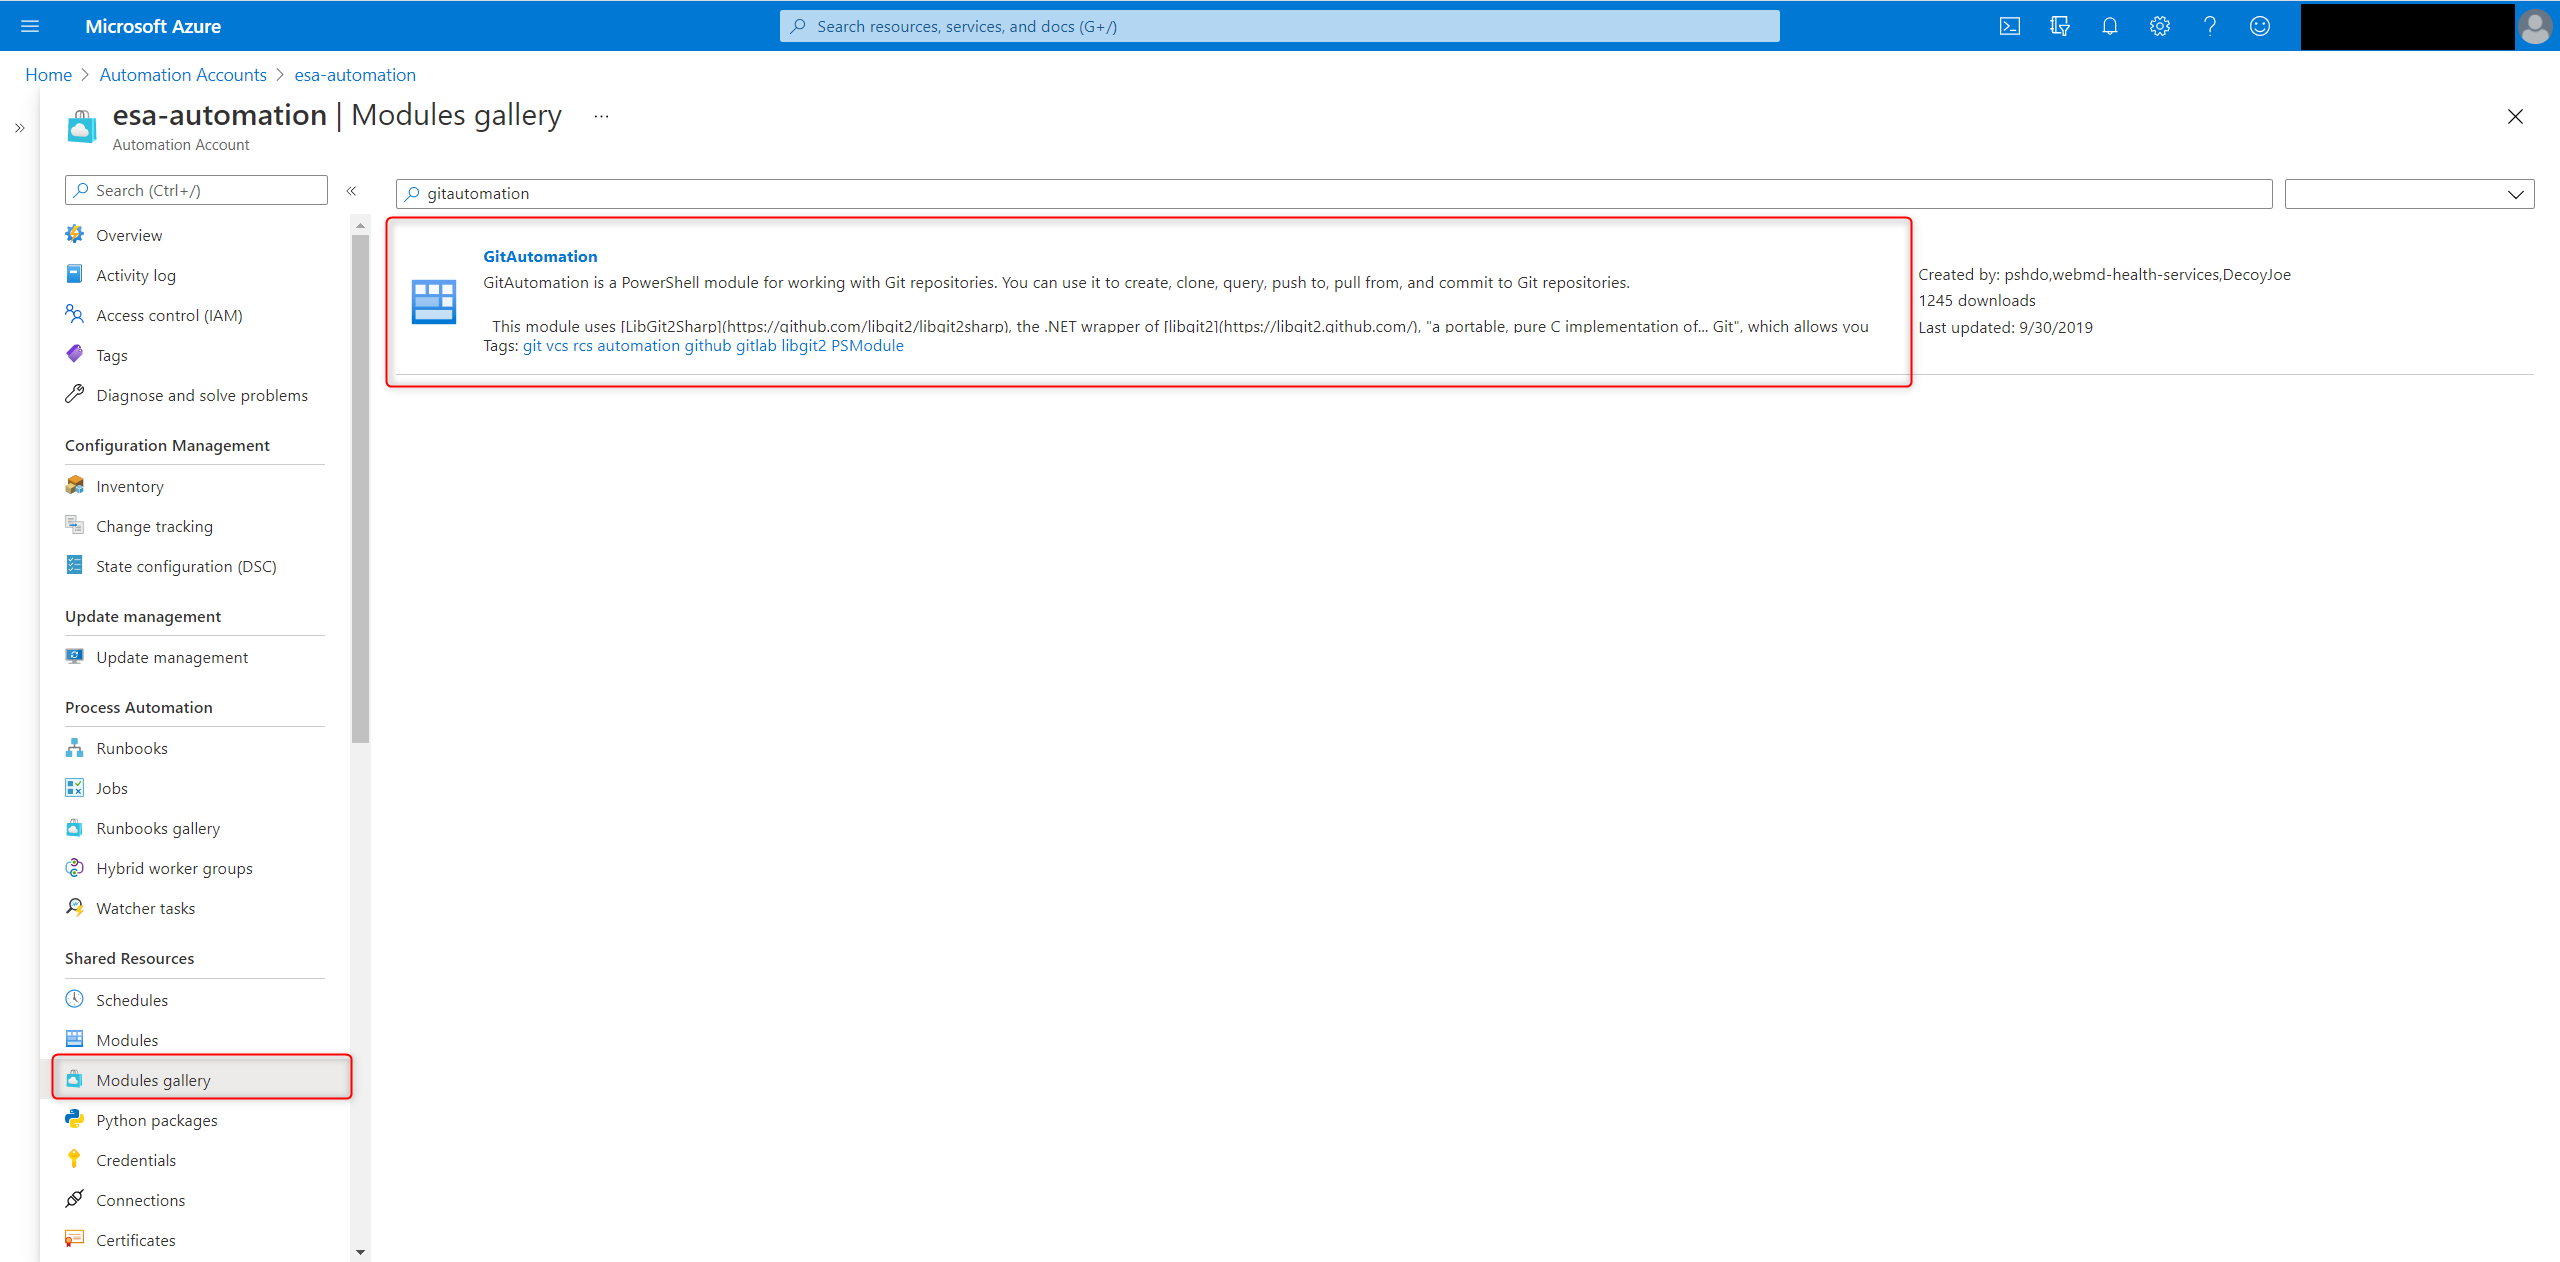 Microsoft Azure
Search resources, services, and docs (G+/)
Home > Automation Accounts > esa-automation
esa-automation | Modules gallery ...
Automation Account
Search (Ctrl+/)
«
»
gitautomation
Overview
Activity log
Access control (IAM)
Tags
Diagnose and solve problems
Configuration Management
Inventory
Change tracking
State configuration (DSC)
Update management
Update management
Process Automation
Runbooks
Jobs
Runbooks gallery
Hybrid worker groups
Watcher tasks
Shared Resources
Schedules
Modules
Modules gallery
Python packages
Credentials
Connections
Certificates
GitAutomation
GitAutomation is a PowerShell module for working with Git repositories. You can use it to create, clone, query, push to, pull from, and commit to Git repositories.
This module uses [LibGit2Sharp](https://github.com/libgit2/libgit2sharp), the .NET wrapper of [libgit2](https://libgit2.github.com/), "a portable, pure C implementation of... Git", which allows you
Tags: git vcs rcs automation github gitlab libgit2 PSModule
Created by: pshdo,webmd-health-services,DecoyJoe
1245 downloads
Last updated: 9/30/2019